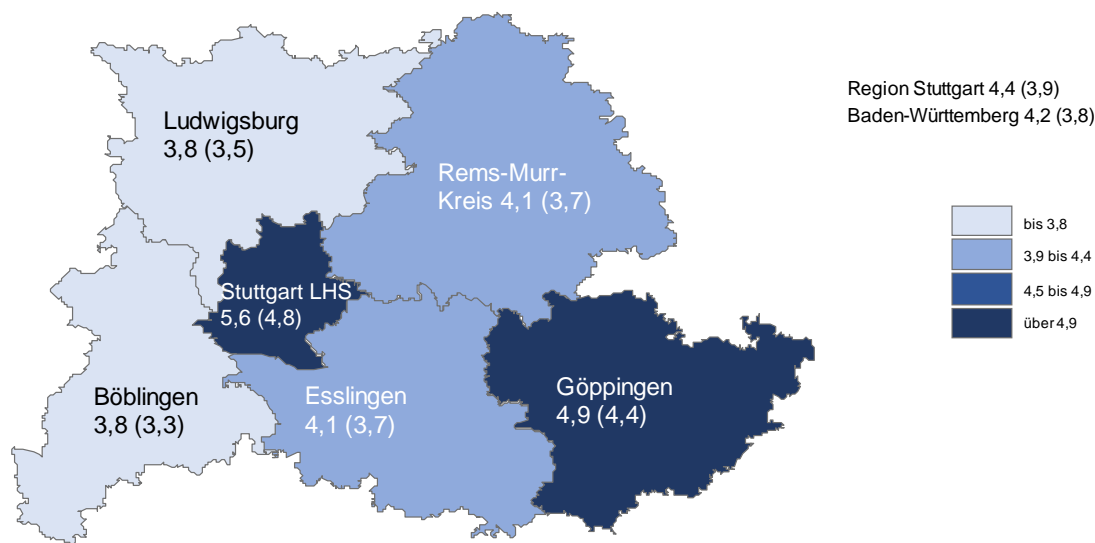 Region Stuttgart 4,4 (3,9)
Baden-Württemberg 4,2 (3,8)
Ludwigsburg
3,8 (3,5)
Rems-Murr-
Kreis 4,1 (3,7)
Stuttgart LHS
5,6 (4,8)
Böblingen
3,8 (3,3)
Esslingen
4,1 (3,7)
Göppingen
4,9 (4,4)
bis 3,8
3,9 bis 4,4
4,5 bis 4,9
über 4,9